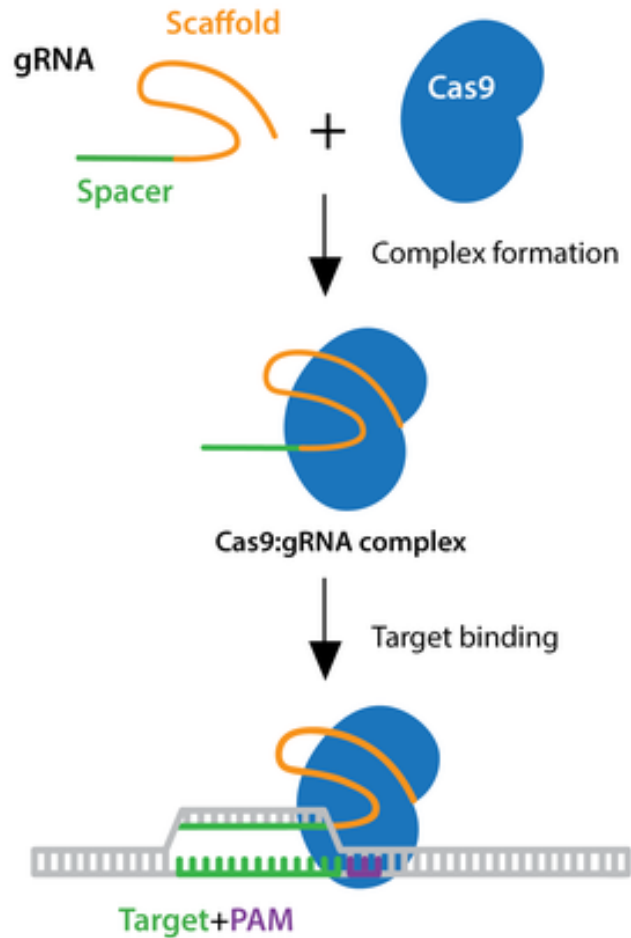 Scaffold
gRNA
Cas9
+
Spacer
Complex formation
Cas9:gRNA complex
Target binding
Target+PAM